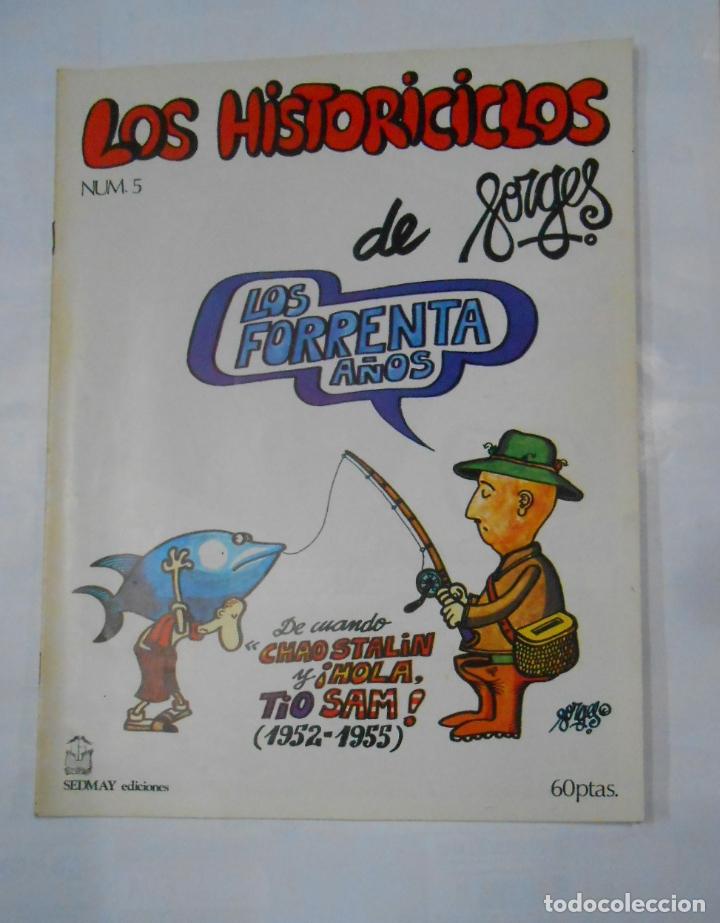 LOS HISTORICICLOS
NUM. 5
de Forges
LOS
FORRENTA
AÑOS
De cuando
"CHAO STALIN
y ¡HOLA,
TIO SAM!
(1952-1955)
Forges
SEDMAY ediciones
60ptas.
todocoleccion